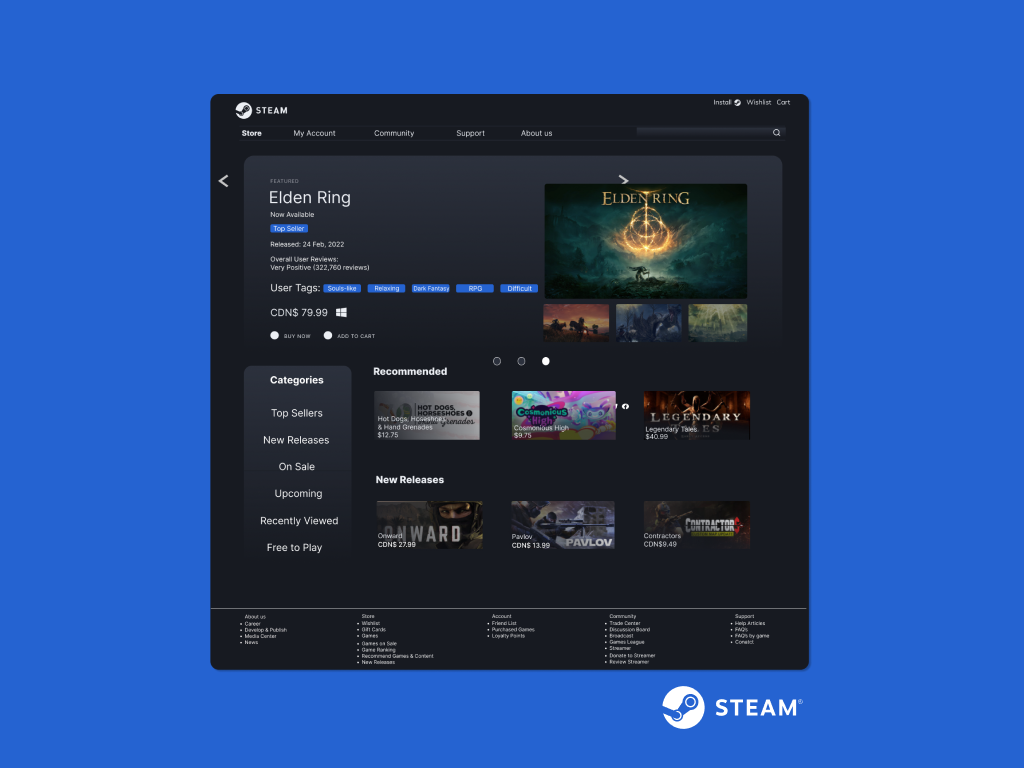 STEAM
Install Wishlist Cart
Store My Account Community Support About us
FEATURED
Elden Ring
Now Available
Top Seller
Released: 24 Feb, 2022
Overall User Reviews:
Very Positive (322,760 reviews)
User Tags: Souls-like Relaxing Dark Fantasy RPG Difficult
CDN$ 79.99
BUY NOW ADD TO CART
ELDEN RING
Categories
Top Sellers
New Releases
On Sale
Upcoming
Recently Viewed
Free to Play
Recommended
HOT DOGS,
HORSESHOES &
Hand Grenades
Hot Dogs, Horseshoes
& Hand Grenades
$12.75
Cosmonious
High
Cosmonious High
$9.75
LEGENDARY
TALES
Legendary Tales
$40.99
New Releases
ONWARD
Onward
CDN$ 27.99
PAVLOV
Pavlov
CDN$ 13.99
CONTRACTOR$
Contractors
CDN$9.49
About us
Career
Develop & Publish
Media Center
News
Store
Wishlist
Gift Cards
Games
Games on Sale
Game Ranking
Recommend Games & Content
New Releases
Account
Friend List
Purchased Games
Loyalty Points
Community
Trade Center
Discussion Board
Broadcast
Games League
Streamer
Donate to Streamer
Review Streamer
Support
Help Articles
FAQs
FAQs by game
Conatct
STEAM®